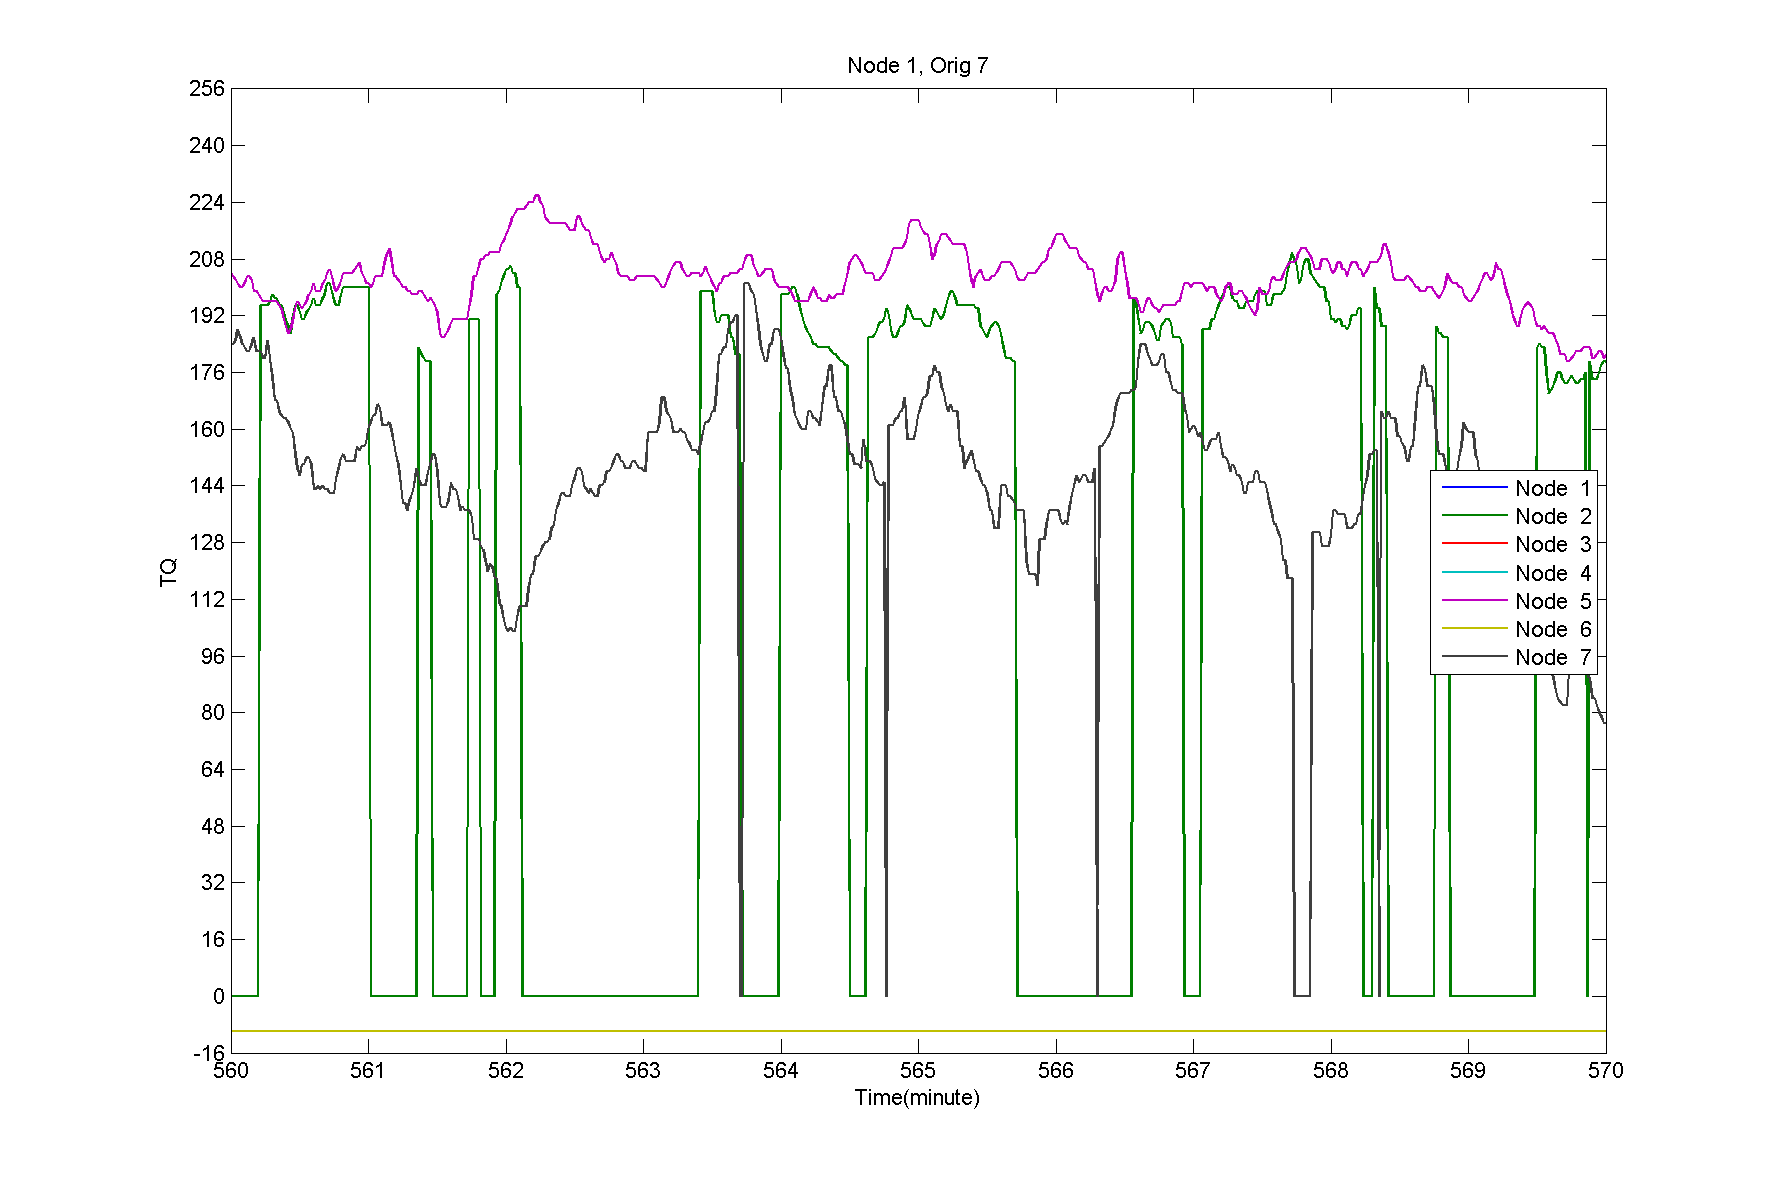 Node 1, Orig 7
256
240
224
208
192
176
160
144
128
112
96
80
64
48
32
16
0
-16
TQ
560 561 562 563 564 565 566 567 568 569 570
Time(minute)
Node 1
Node 2
Node 3
Node 4
Node 5
Node 6
Node 7